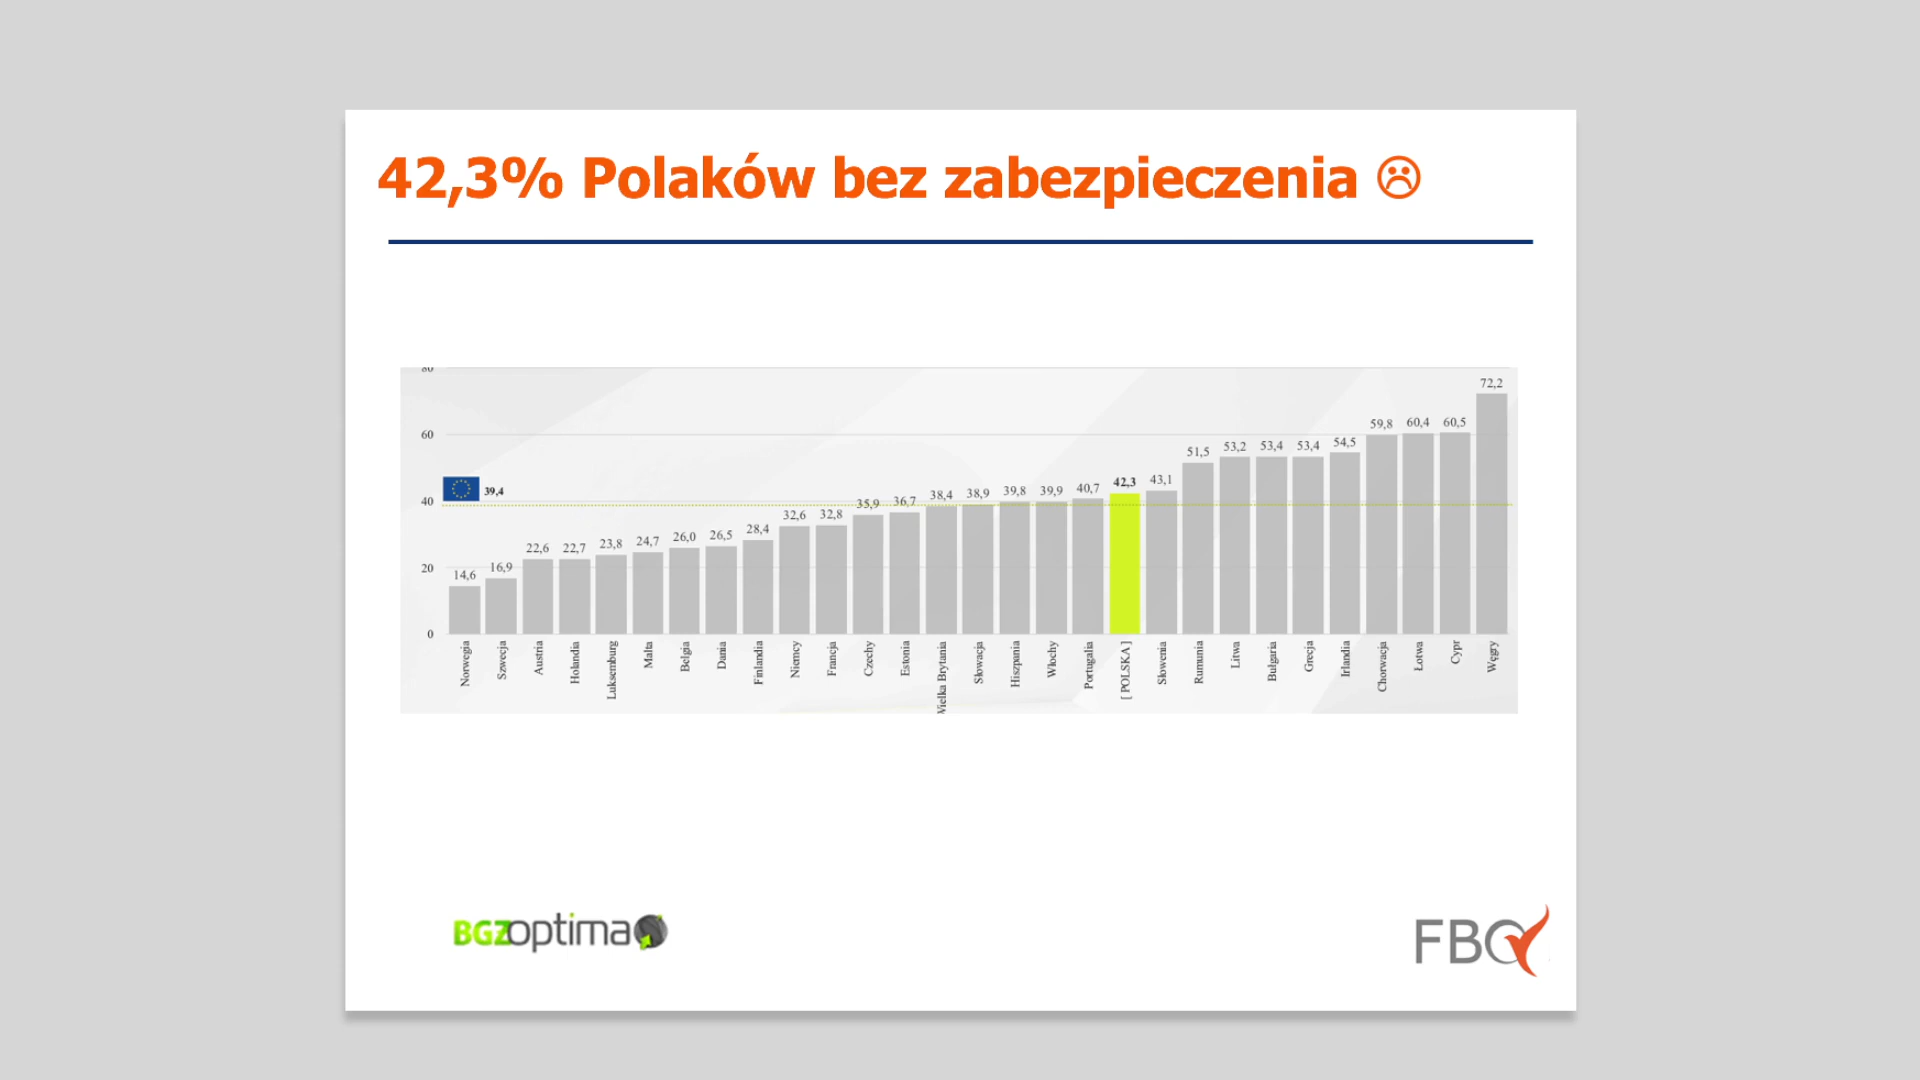 42,3% Polaków bez zabezpieczenia ☹
80
60
40
20
0
39,4
14,6
16,9
22,6
22,7
23,8
24,7
26,0
26,5
28,4
32,6
32,8
35,9
36,7
38,4
38,9
39,8
39,9
40,7
42,3
43,1
51,5
53,2
53,4
53,4
54,5
59,8
60,4
60,5
72,2
Norwegia
Szwecja
Austria
Holandia
Luksemburg
Malta
Belgia
Dania
Finlandia
Niemcy
Francja
Czechy
Estonia
Wielka Brytania
Słowacja
Hiszpania
Włochy
Portugalia
[ POLSKA ]
Słowenia
Rumunia
Litwa
Bułgaria
Grecja
Irlandia
Chorwacja
Łotwa
Cypr
Węgry
BGZoptima
FBO